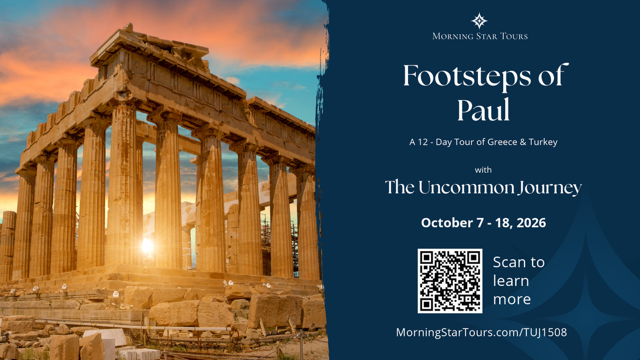 Morning Star Tours
Footsteps of
Paul
A 12 - Day Tour of Greece & Turkey
with
The Uncommon Journey
October 7 - 18, 2026
Scan to
learn
more
MorningStarTours.com/TUJ1508